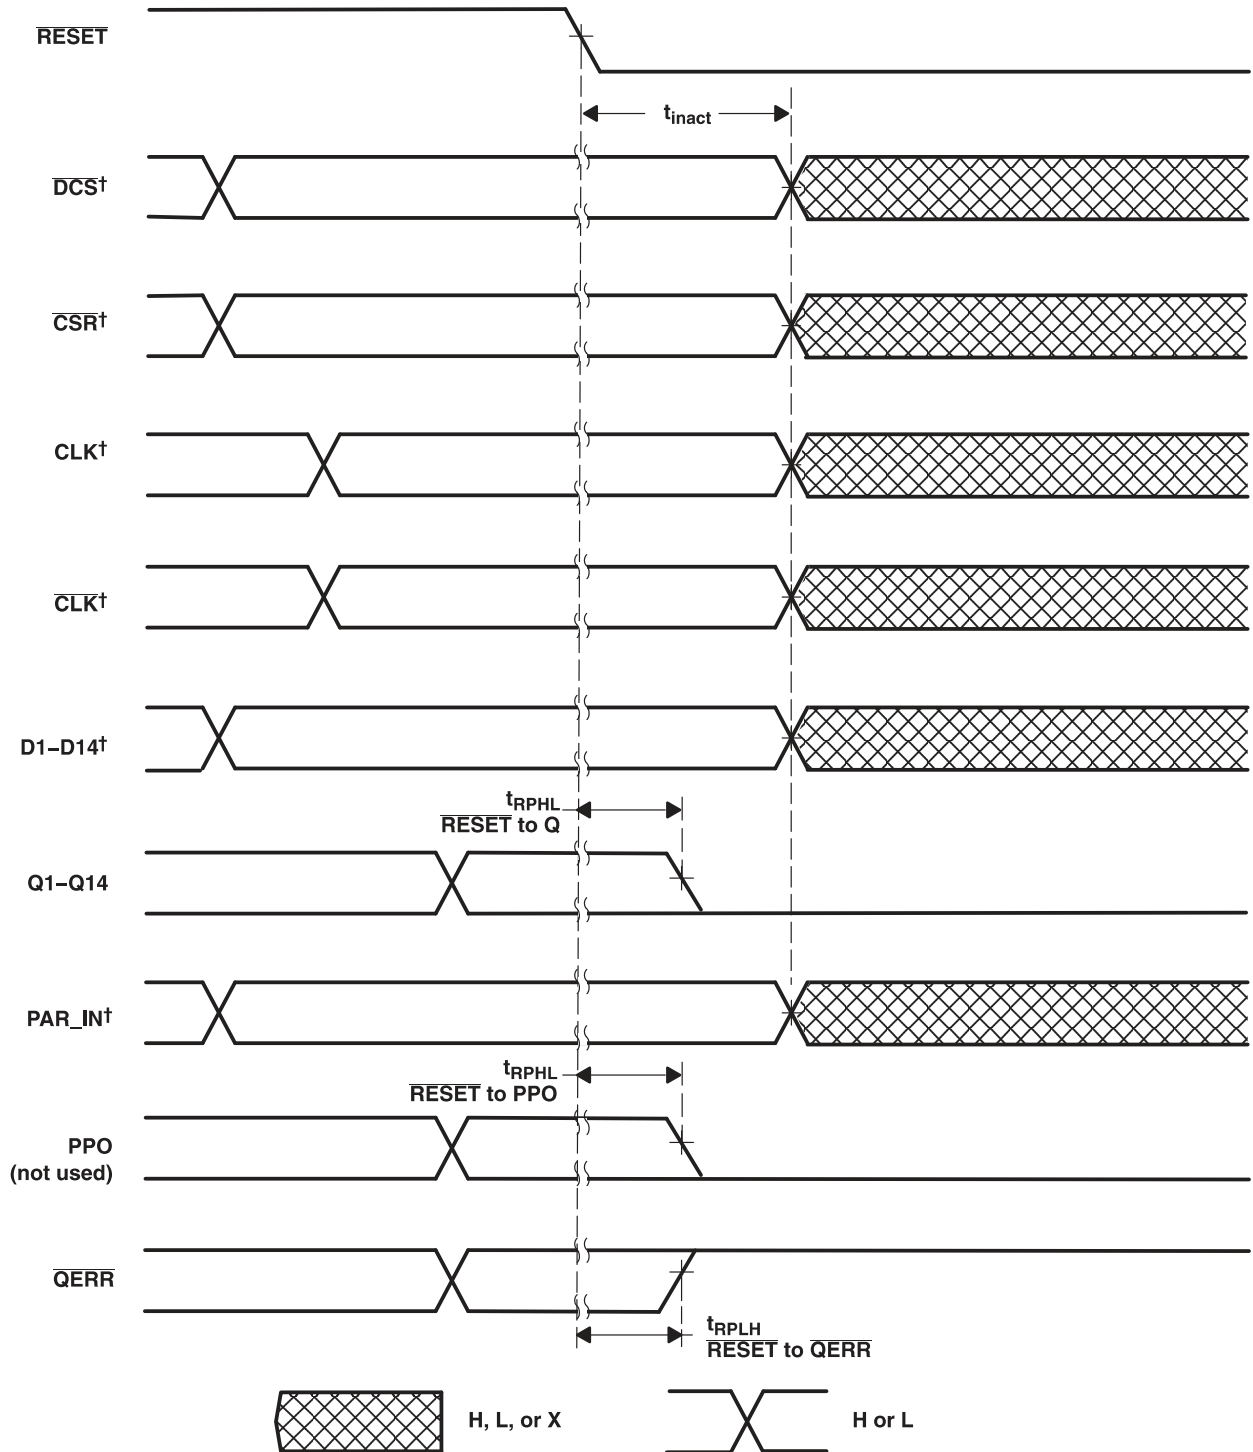 RESET
tinact
DCS†
CSR†
CLK†
CLK†
D1–D14†
tRPHL
RESET to Q
Q1–Q14
PAR_IN†
tRPHL
RESET to PPO
PPO
(not used)
QERR
tRPLH
RESET to QERR
H, L, or X
H or L